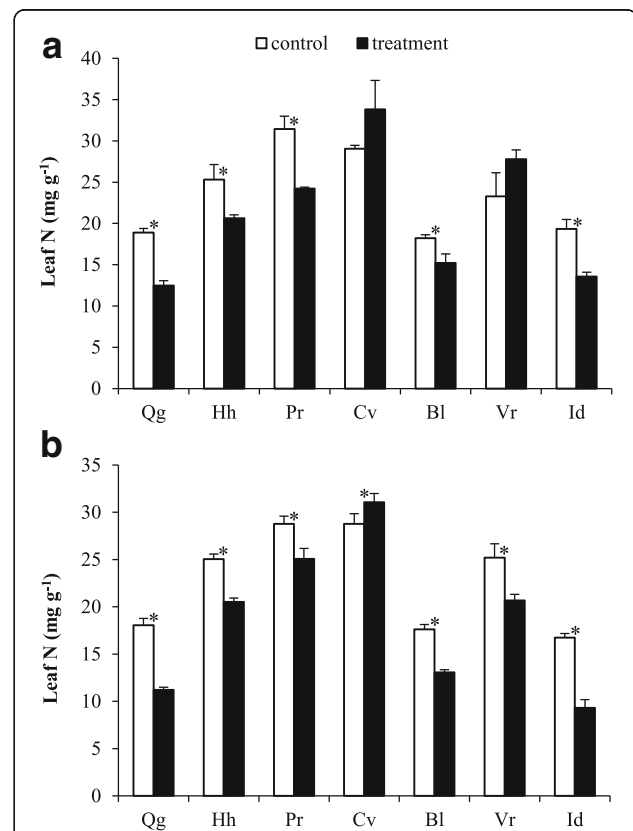 a
control treatment
40
35
30
25
20
15
10
5
0
Leaf N (mg g⁻¹)
* * * * *
Qg Hh Pr Cv Bl Vr Id
b
35
30
25
20
15
10
5
0
Leaf N (mg g⁻¹)
* * * * * * *
Qg Hh Pr Cv Bl Vr Id